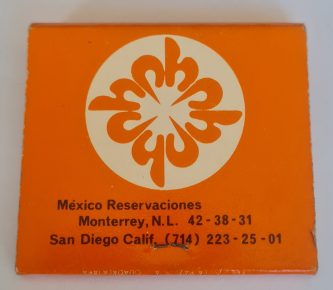 México Reservaciones
Monterrey, N.L. 42-38-31
San Diego Calif. (714) 223-25-01